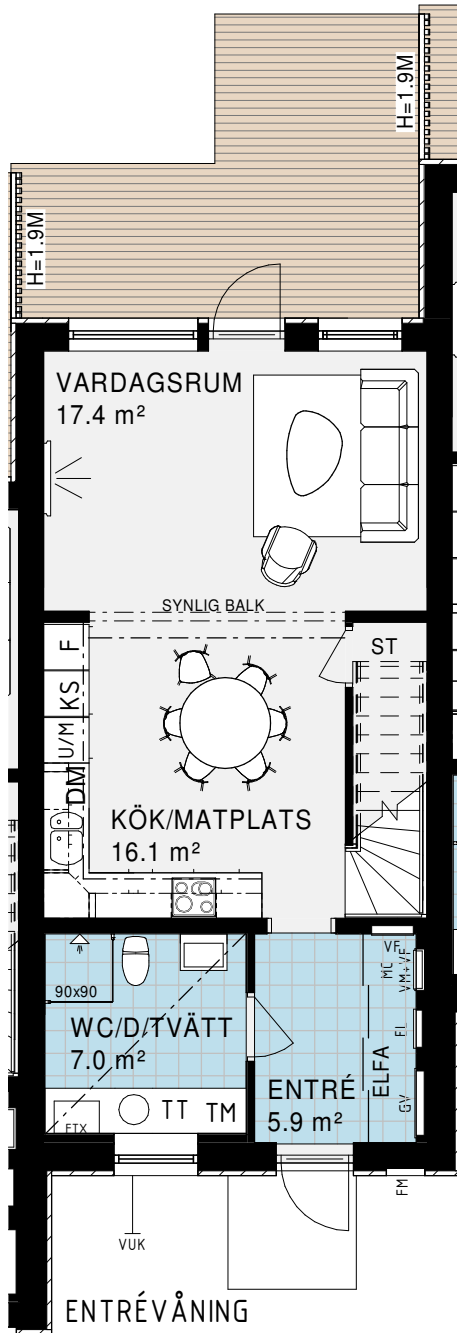 H=1.9M
H=1.9M
VARDAGSRUM
17.4 m²
SYNLIG BALK
F
ST
KS
U/M
DM
KÖK/MATPLATS
16.1 m²
VF
MC
VM+VF
90x90
WC/D/TVÄTT
7.0 m²
EL
ELFA
ENTRÉ
5.9 m²
GV
TT
TM
FTX
FM
VUK
ENTRÉVÅNING